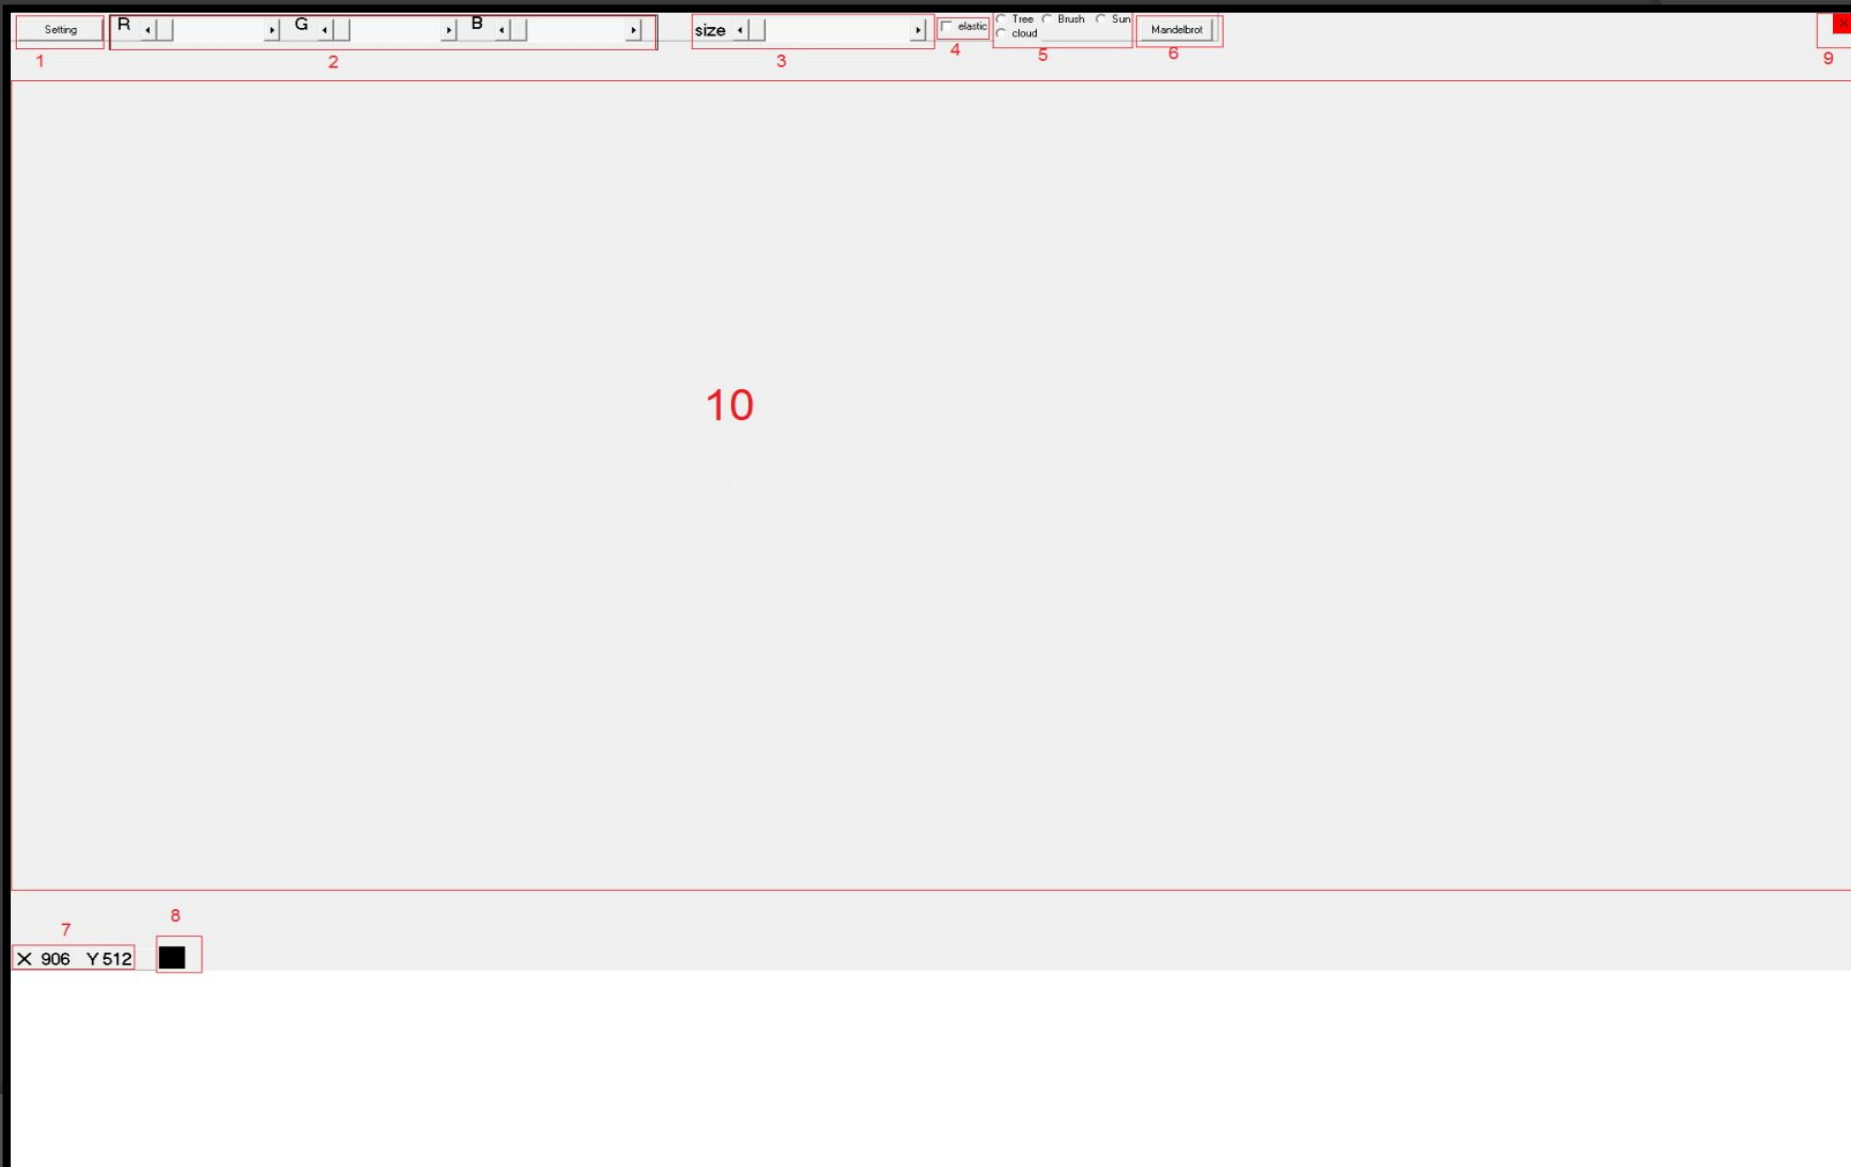 Setting R G B size elastic Tree Brush Sun Mandelbrot ×
cloud
1 2 3 4 5 6 9
10
7 8
X 906 Y 512